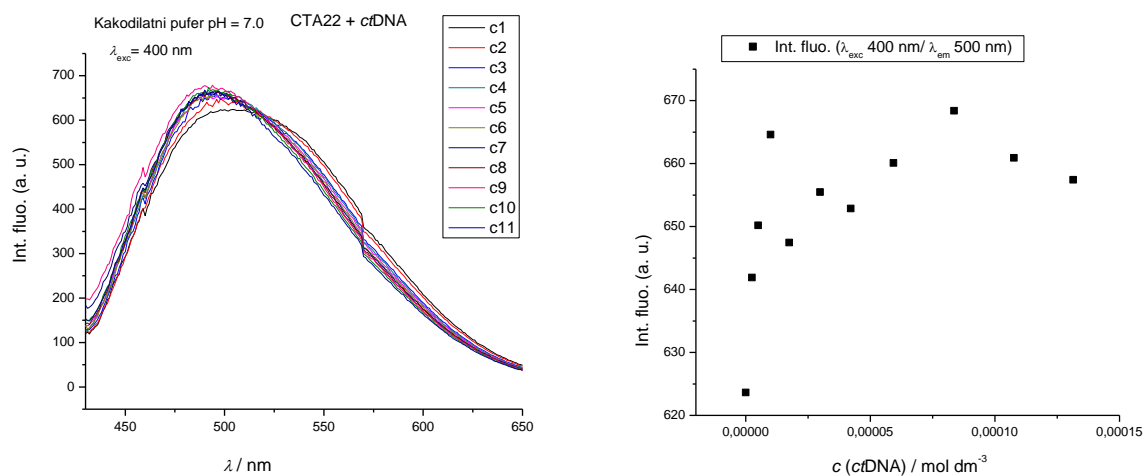 Kakodilatni pufer pH = 7.0
CTA22 + ctDNA
λexc= 400 nm
c1
c2
c3
c4
c5
c6
c7
c8
c9
c10
c11
700
600
500
400
300
200
100
0
Int. fluo. (a. u.)
450 500 550 600 650
λ / nm
Int. fluo. (λexc 400 nm/ λem 500 nm)
670
660
650
640
630
620
Int. fluo. (a. u.)
0,00000 0,00005 0,00010 0,00015
c (ctDNA) / mol dm-3